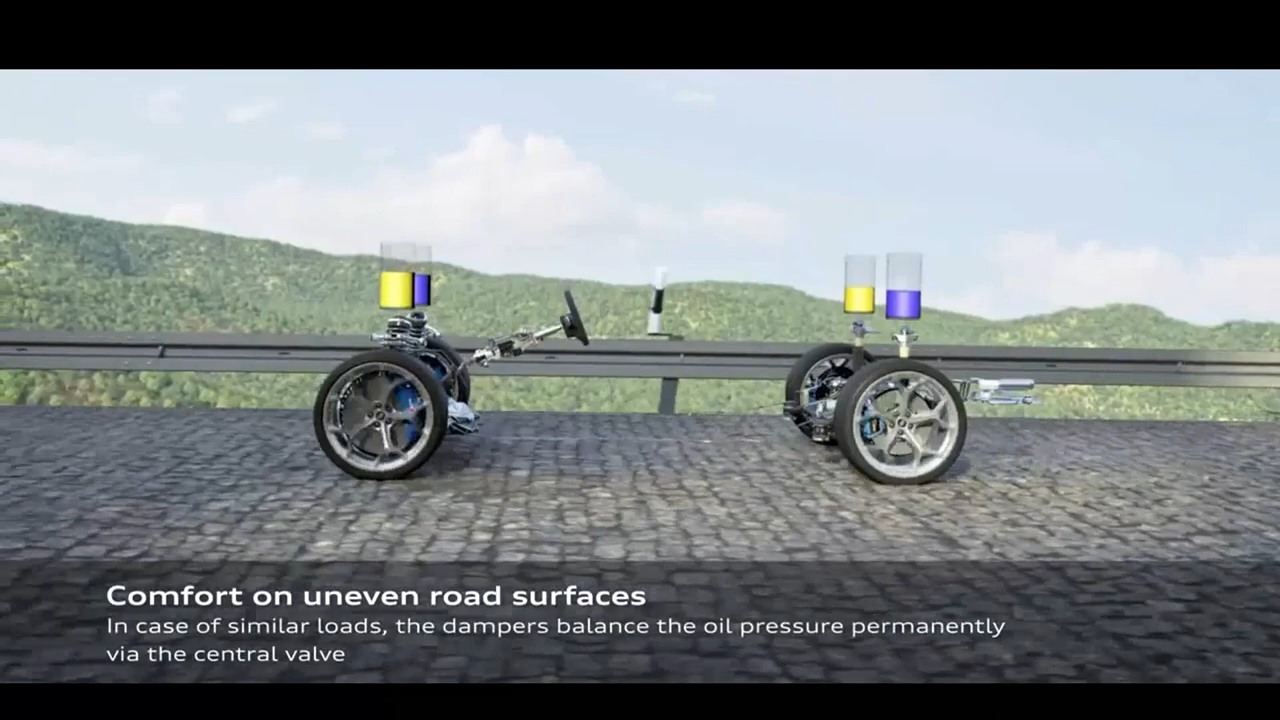 Comfort on uneven road surfaces
In case of similar loads, the dampers balance the oil pressure permanently
via the central valve